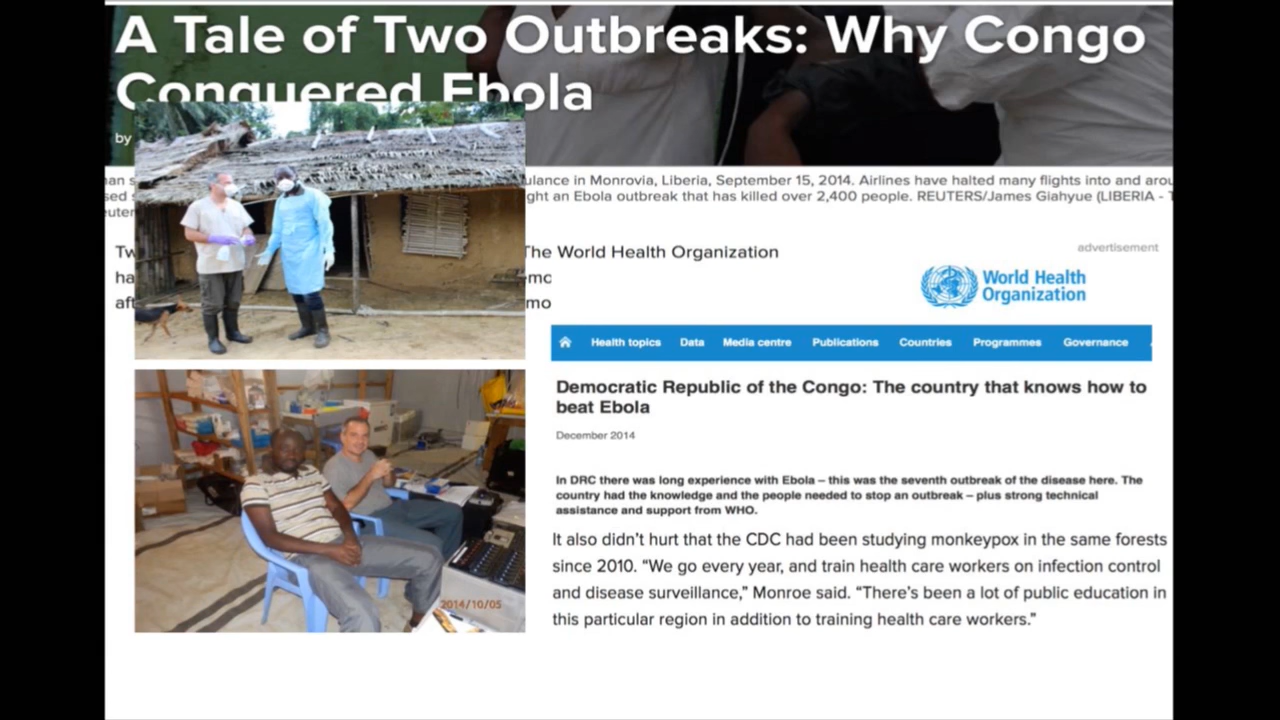 A Tale of Two Outbreaks: Why Congo
Conquered Ebola
by
ulance in Monrovia, Liberia, September 15, 2014. Airlines have halted many flights into and arou
ght an Ebola outbreak that has killed over 2,400 people. REUTERS/James Giahyue (LIBERIA - T
The World Health Organization
advertisement
World Health
Organization
Health topics Data Media centre Publications Countries Programmes Governance
Democratic Republic of the Congo: The country that knows how to
beat Ebola
December 2014
In DRC there was long experience with Ebola – this was the seventh outbreak of the disease here. The
country had the knowledge and the people needed to stop an outbreak – plus strong technical
assistance and support from WHO.
It also didn’t hurt that the CDC had been studying monkeypox in the same forests
since 2010. “We go every year, and train health care workers on infection control
and disease surveillance,” Monroe said. “There’s been a lot of public education in
this particular region in addition to training health care workers.”
2014/10/05